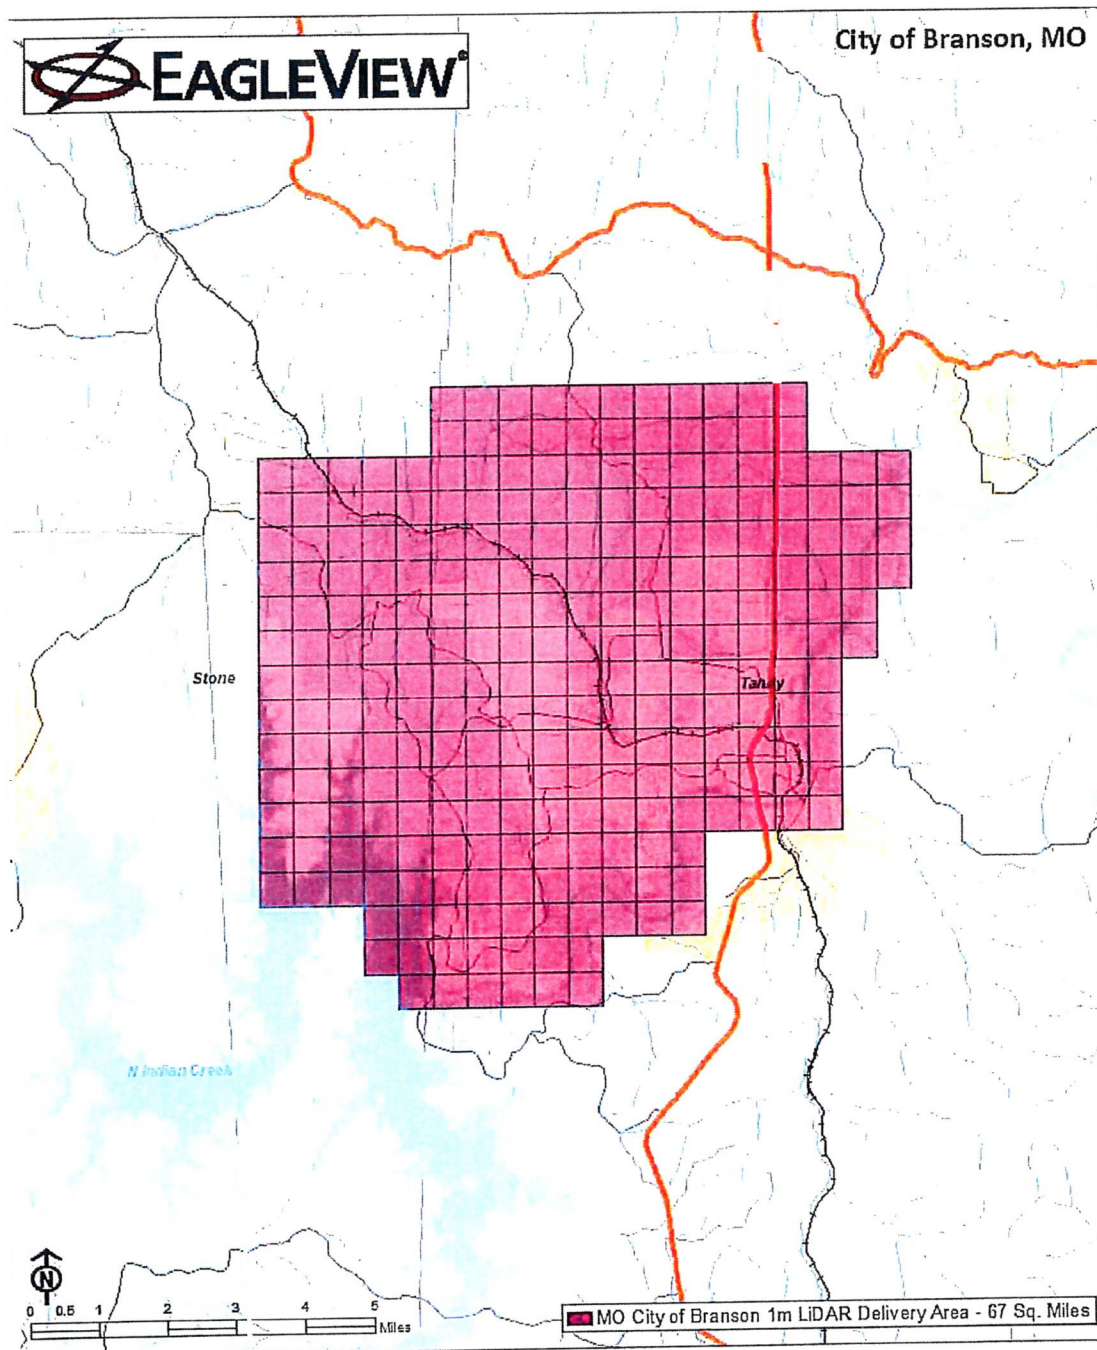 EAGLEVIEW®
City of Branson, MO
Stone
Taney
N Indian Creek
N
0 0.5 1 2 3 4 5
Miles
MO City of Branson 1m LiDAR Delivery Area - 67 Sq. Miles